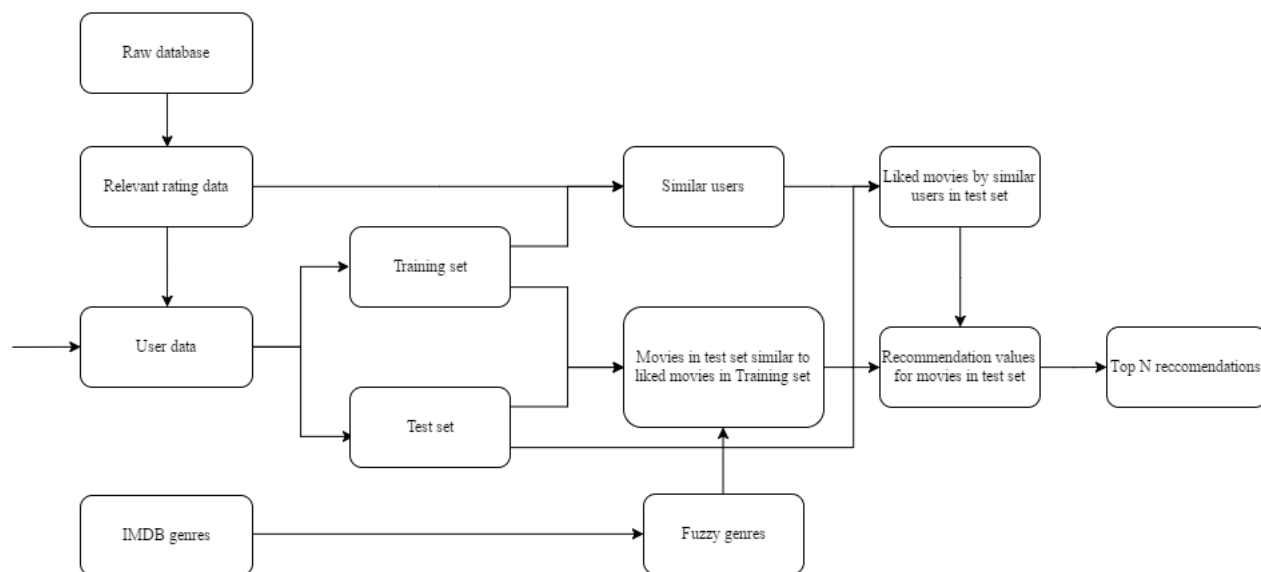 Raw database
Relevant rating data
Similar users
Liked movies by similar
users in test set
Training set
User data
Movies in test set similar to
liked movies in Training set
Recommendation values
for movies in test set
Top N reccomendations
Test set
IMDB genres
Fuzzy genres